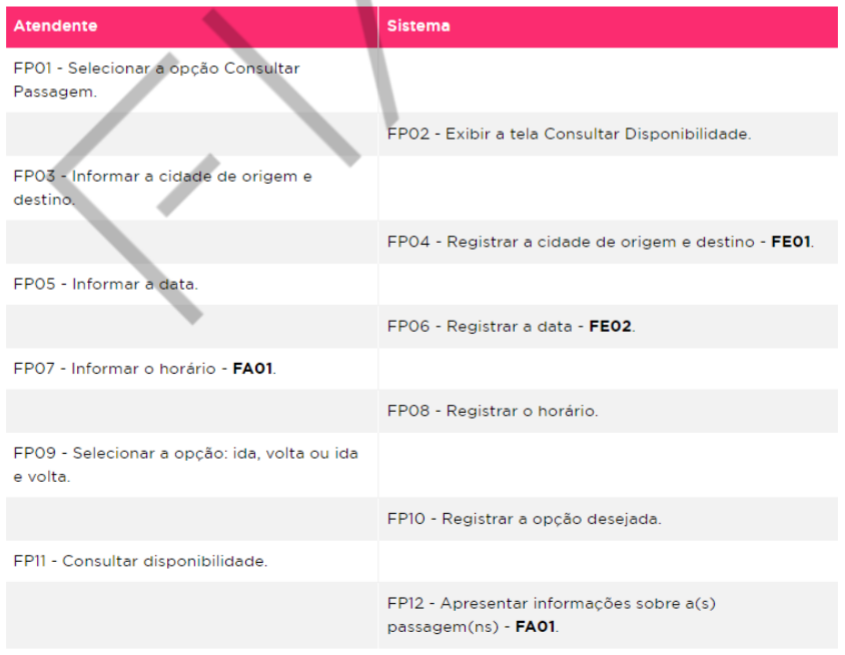 Atendente
Sistema
FP01 - Selecionar a opção Consultar
Passagem.
FP02 - Exibir a tela Consultar Disponibilidade.
FP03 - Informar a cidade de origem e
destino.
FP04 - Registrar a cidade de origem e destino - FE01.
FP05 - Informar a data.
FP06 - Registrar a data - FE02.
FP07 - Informar o horário - FA01.
FP08 - Registrar o horário.
FP09 - Selecionar a opção: ida, volta ou ida
e volta.
FP10 - Registrar a opção desejada.
FP11 - Consultar disponibilidade.
FP12 - Apresentar informações sobre a(s)
passagem(ns) - FA01.